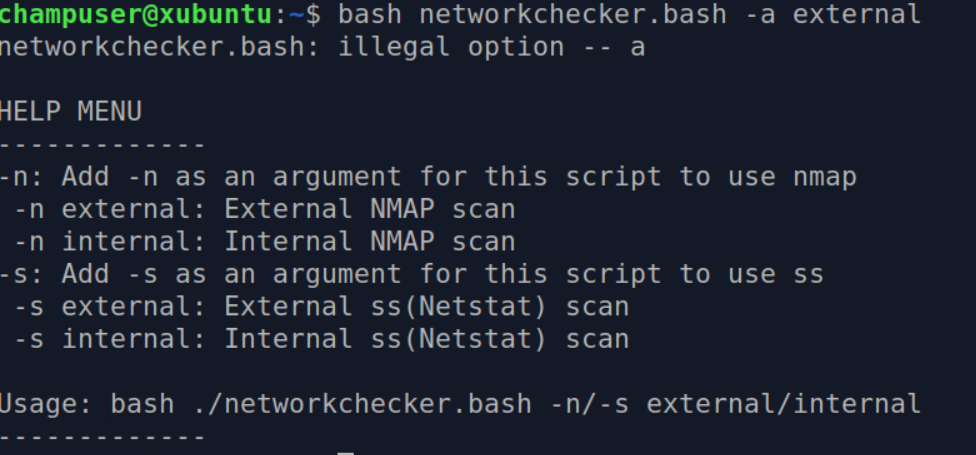 champuser@xubuntu:~$ bash networkchecker.bash -a external
networkchecker.bash: illegal option -- a

HELP MENU
-------------
-n: Add -n as an argument for this script to use nmap
 -n external: External NMAP scan
 -n internal: Internal NMAP scan
-s: Add -s as an argument for this script to use ss
 -s external: External ss(Netstat) scan
 -s internal: Internal ss(Netstat) scan

Usage: bash ./networkchecker.bash -n/-s external/internal
-------------